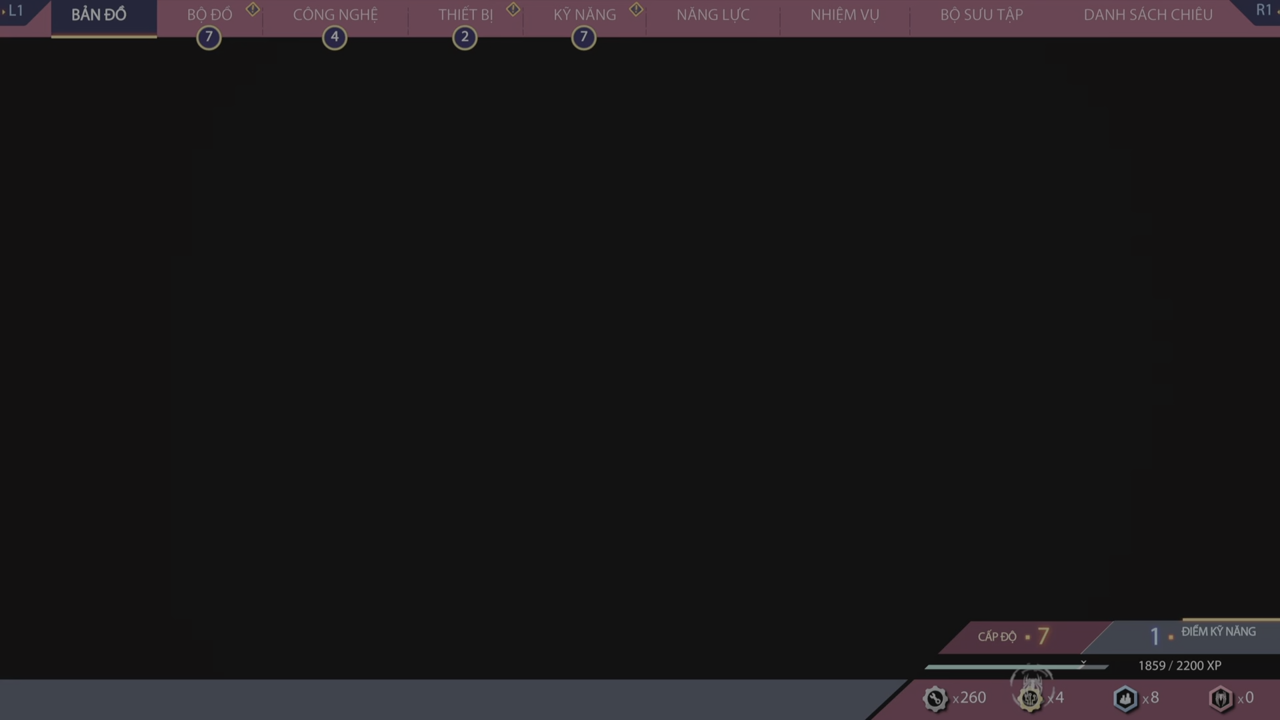 L1 BẢN ĐỒ BỘ ĐỒ CÔNG NGHỆ THIẾT BỊ KỸ NĂNG NĂNG LỰC NHIỆM VỤ BỘ SƯU TẬP DANH SÁCH CHIÊU R1
7 4 2 7
CẤP ĐỘ 7 1 ĐIỂM KỸ NĂNG
1859 / 2200 XP
x260 x4 x8 x0